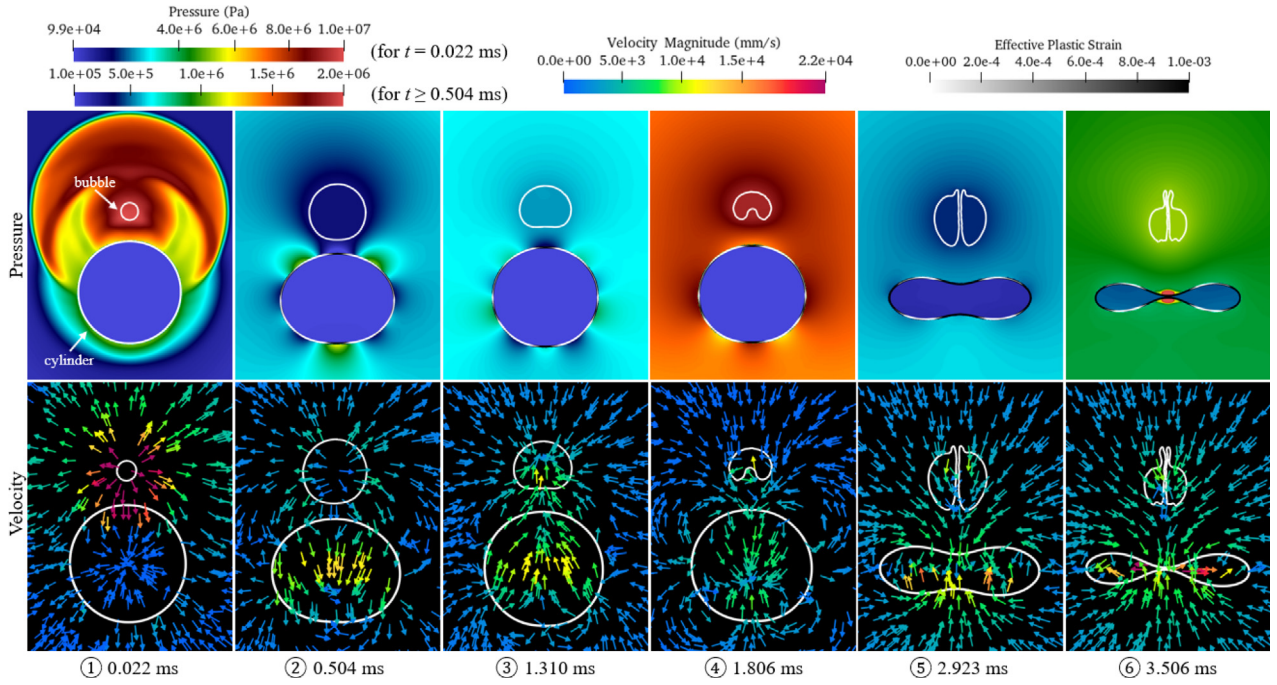 Pressure (Pa)
9.9e+04 4.0e+6 6.0e+6 8.0e+6 1.0e+07
(for t = 0.022 ms)
1.0e+05 5.0e+5 1.0e+6 1.5e+6 2.0e+06
(for t ≥ 0.504 ms)
Velocity Magnitude (mm/s)
0.0e+00 5.0e+3 1.0e+4 1.5e+4 2.2e+04
Effective Plastic Strain
0.0e+00 2.0e-4 4.0e-4 6.0e-4 8.0e-4 1.0e-03
Pressure
bubble
cylinder
Velocity
① 0.022 ms ② 0.504 ms ③ 1.310 ms ④ 1.806 ms ⑤ 2.923 ms ⑥ 3.506 ms